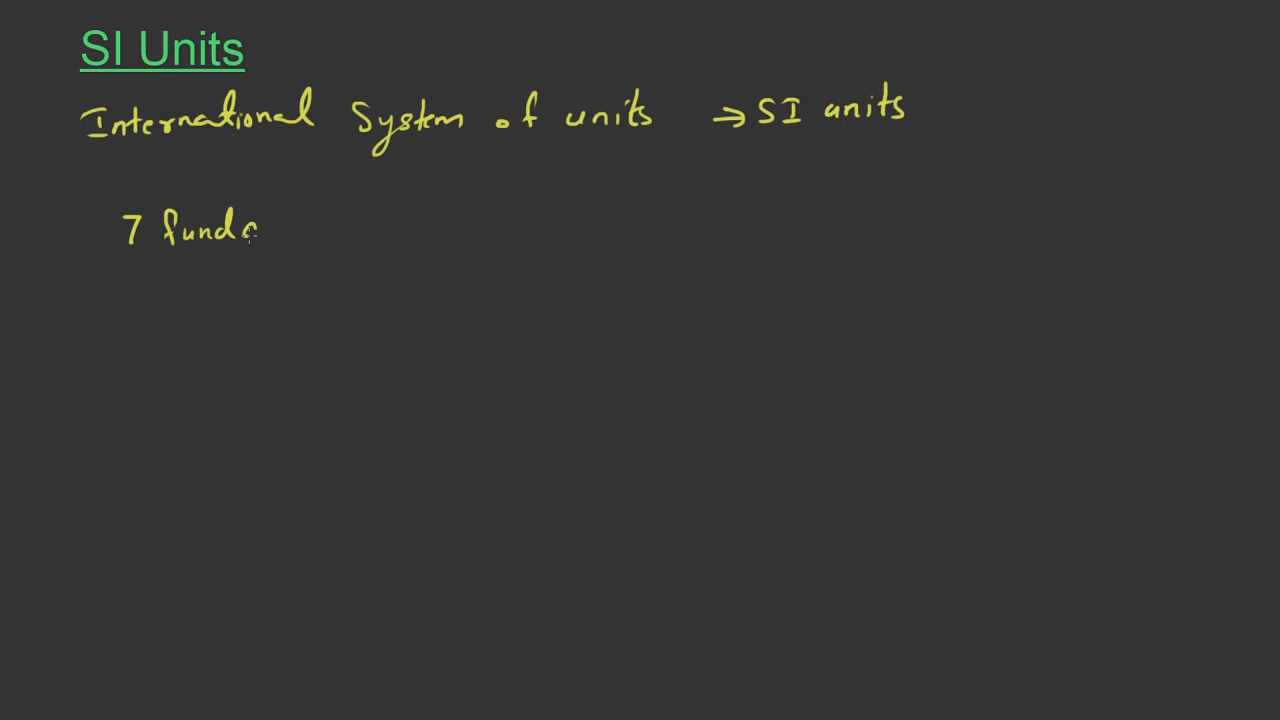 SI Units
International System of units → SI units
7 funda